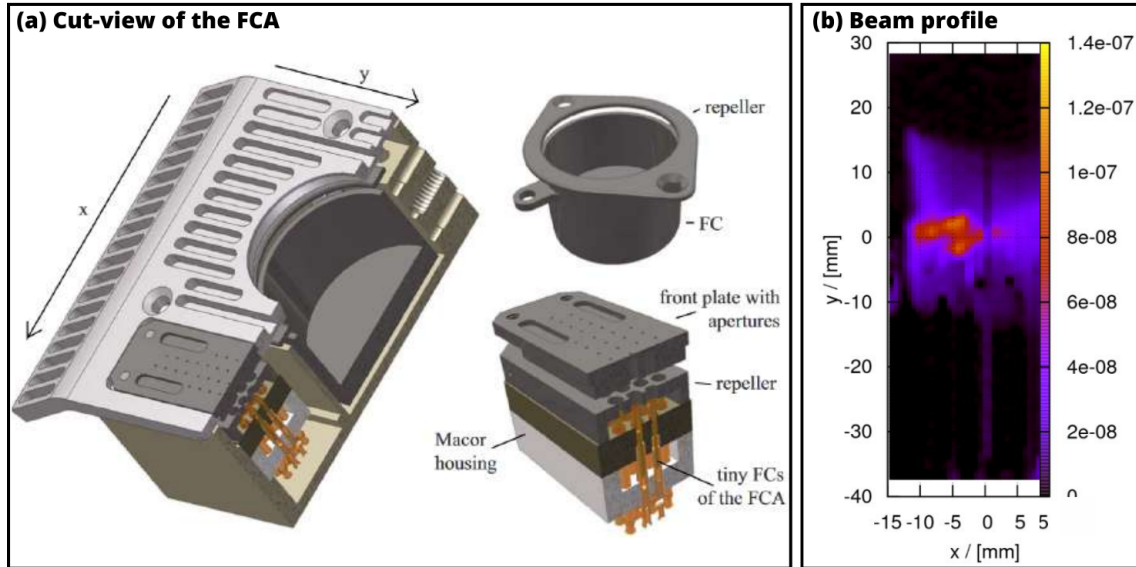 (a) Cut-view of the FCA
y
x
repeller
FC
front plate with
apertures
repeller
Macor
housing
tiny FCs
of the FCA
(b) Beam profile
30
20
10
0
-10
-20
-30
-40
y / [mm]
-15 -10 -5 0 5 5
x / [mm]
1.4e-07
1.2e-07
1e-07
8e-08
6e-08
4e-08
2e-08
0